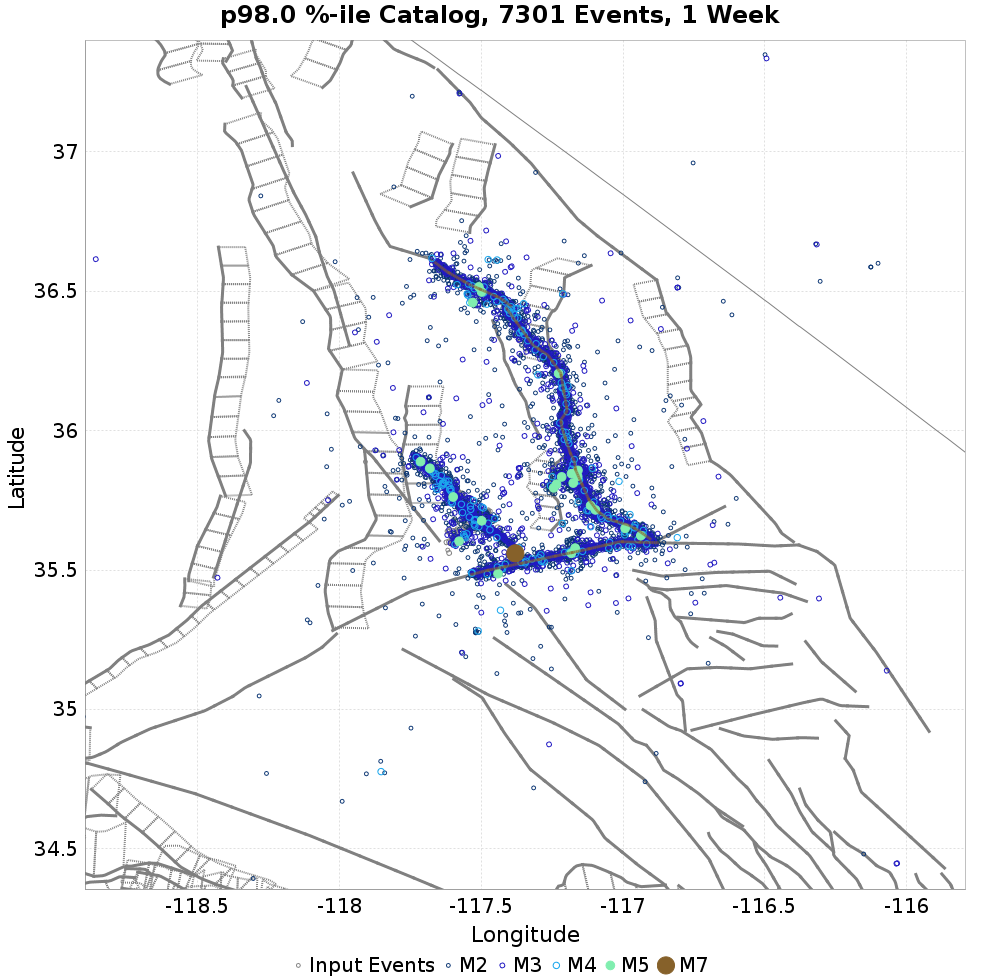 p98.0 %-ile Catalog, 7301 Events, 1 Week
Latitude
37
36.5
36
35.5
35
34.5
-118.5 -118 -117.5 -117 -116.5 -116
Longitude
Input Events M2 M3 M4 M5 M7